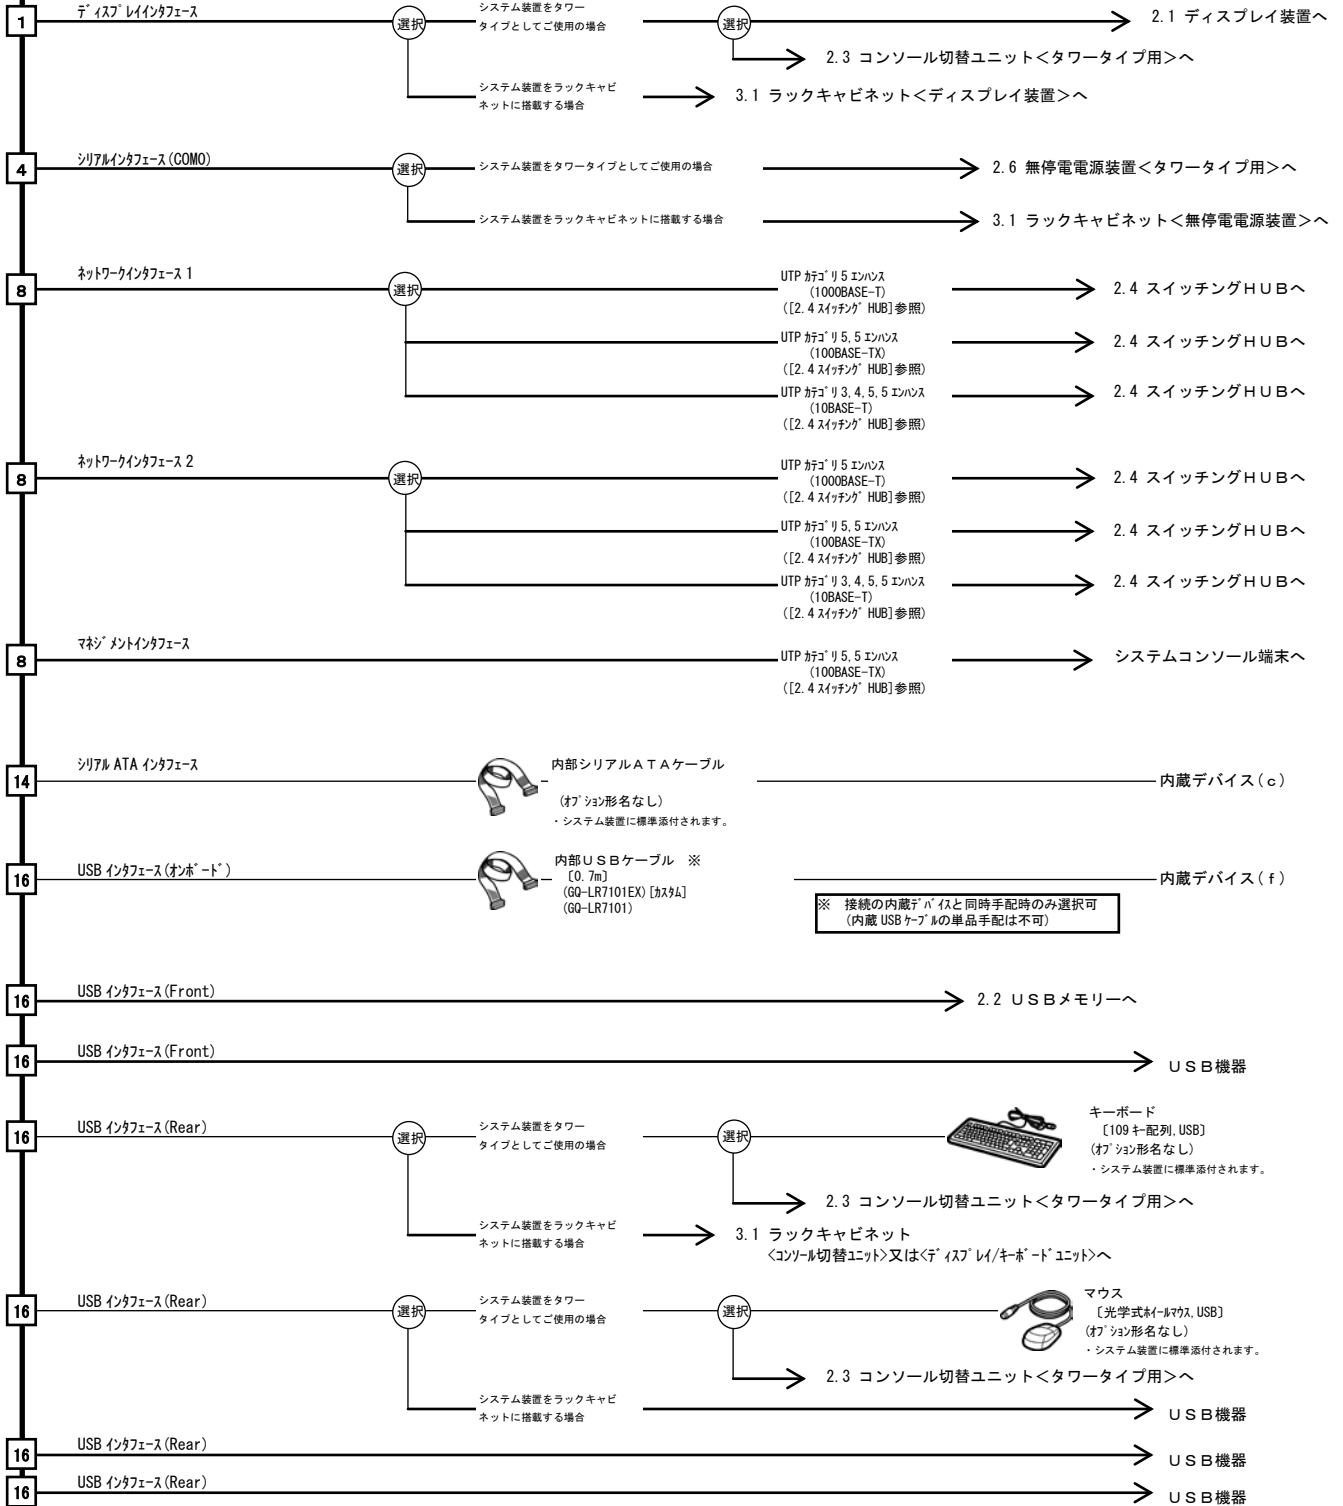 1 ディスプレイインタフェース 選択 システム装置をタワー
タイプとしてご使用の場合 選択 2.1 ディスプレイ装置へ
2.3 コンソール切替ユニット<タワータイプ用>へ
システム装置をラックキャビ
ネットに搭載する場合 3.1 ラックキャビネット<ディスプレイ装置>へ
4 シリアルインタフェース(COM0) 選択 システム装置をタワータイプとしてご使用の場合 2.6 無停電電源装置<タワータイプ用>へ
システム装置をラックキャビネットに搭載する場合 3.1 ラックキャビネット<無停電電源装置>へ
8 ネットワークインタフェース 1 選択 UTP カテゴリ 5 エンハンス
(1000BASE-T) 2.4 スイッチングHUBへ
([2.4 スイッチング HUB]参照)
UTP カテゴリ 5,5 エンハンス
(100BASE-TX) 2.4 スイッチングHUBへ
([2.4 スイッチング HUB]参照)
UTP カテゴリ 3,4,5,5 エンハンス
(10BASE-T) 2.4 スイッチングHUBへ
([2.4 スイッチング HUB]参照)
8 ネットワークインタフェース 2 選択 UTP カテゴリ 5 エンハンス
(1000BASE-T) 2.4 スイッチングHUBへ
([2.4 スイッチング HUB]参照)
UTP カテゴリ 5,5 エンハンス
(100BASE-TX) 2.4 スイッチングHUBへ
([2.4 スイッチング HUB]参照)
UTP カテゴリ 3,4,5,5 エンハンス
(10BASE-T) 2.4 スイッチングHUBへ
([2.4 スイッチング HUB]参照)
8 マネジメントインタフェース UTP カテゴリ 5,5 エンハンス
(100BASE-TX) システムコンソール端末へ
([2.4 スイッチング HUB]参照)
14 シリアル ATA インタフェース 内部シリアルATAケーブル 内蔵デバイス(c)
(オプション形名なし)
・システム装置に標準添付されます。
16 USB インタフェース(オンボード) 内部USBケーブル ※ 内蔵デバイス(f)
〔0.7m〕
(GQ-LR7101EX)[カスタム]
(GQ-LR7101)
※ 接続の内蔵デバイスと同時手配時のみ選択可
(内蔵 USB ケーブルの単品手配は不可)
16 USB インタフェース(Front) 2.2 USBメモリーへ
16 USB インタフェース(Front) USB機器
16 USB インタフェース(Rear) 選択 システム装置をタワー
タイプとしてご使用の場合 選択 キーボード
〔109 キー配列,USB〕
(オプション形名なし)
・システム装置に標準添付されます。
2.3 コンソール切替ユニット<タワータイプ用>へ
システム装置をラックキャビ
ネットに搭載する場合 3.1 ラックキャビネット
<コンソール切替ユニット>又は<ディスプレイ/キーボードユニット>へ
16 USB インタフェース(Rear) 選択 システム装置をタワー
タイプとしてご使用の場合 選択 マウス
〔光学式ホイールマウス,USB〕
(オプション形名なし)
・システム装置に標準添付されます。
2.3 コンソール切替ユニット<タワータイプ用>へ
システム装置をラックキャビ
ネットに搭載する場合 USB機器
16 USB インタフェース(Rear) USB機器
16 USB インタフェース(Rear) USB機器